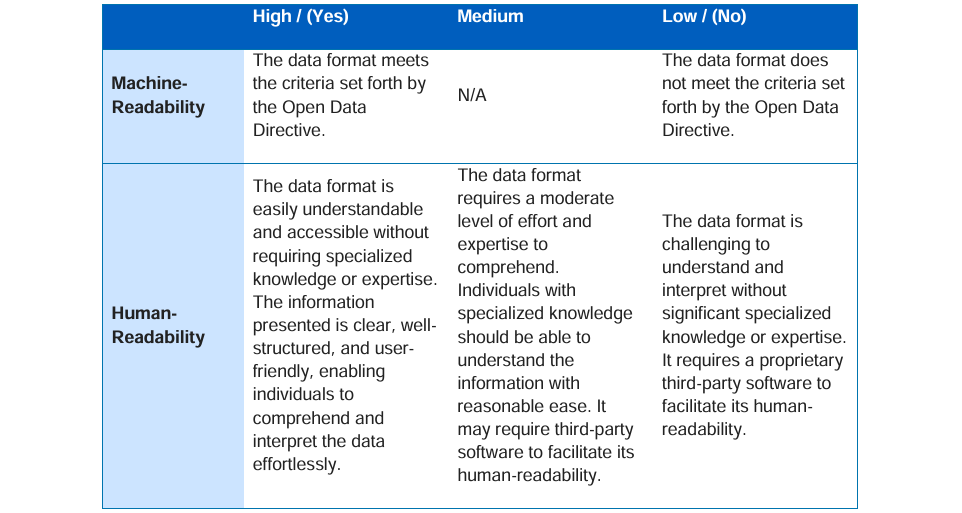 High / (Yes)
Medium
Low / (No)
Machine-
Readability
The data format meets
the criteria set forth by
the Open Data
Directive.
N/A
The data format does
not meet the criteria set
forth by the Open Data
Directive.
Human-
Readability
The data format is
easily understandable
and accessible without
requiring specialized
knowledge or expertise.
The information
presented is clear, well-
structured, and user-
friendly, enabling
individuals to
comprehend and
interpret the data
effortlessly.
The data format
requires a moderate
level of effort and
expertise to
comprehend.
Individuals with
specialized knowledge
should be able to
understand the
information with
reasonable ease. It
may require third-party
software to facilitate its
human-readability.
The data format is
challenging to
understand and
interpret without
significant specialized
knowledge or expertise.
It requires a proprietary
third-party software to
facilitate its human-
readability.